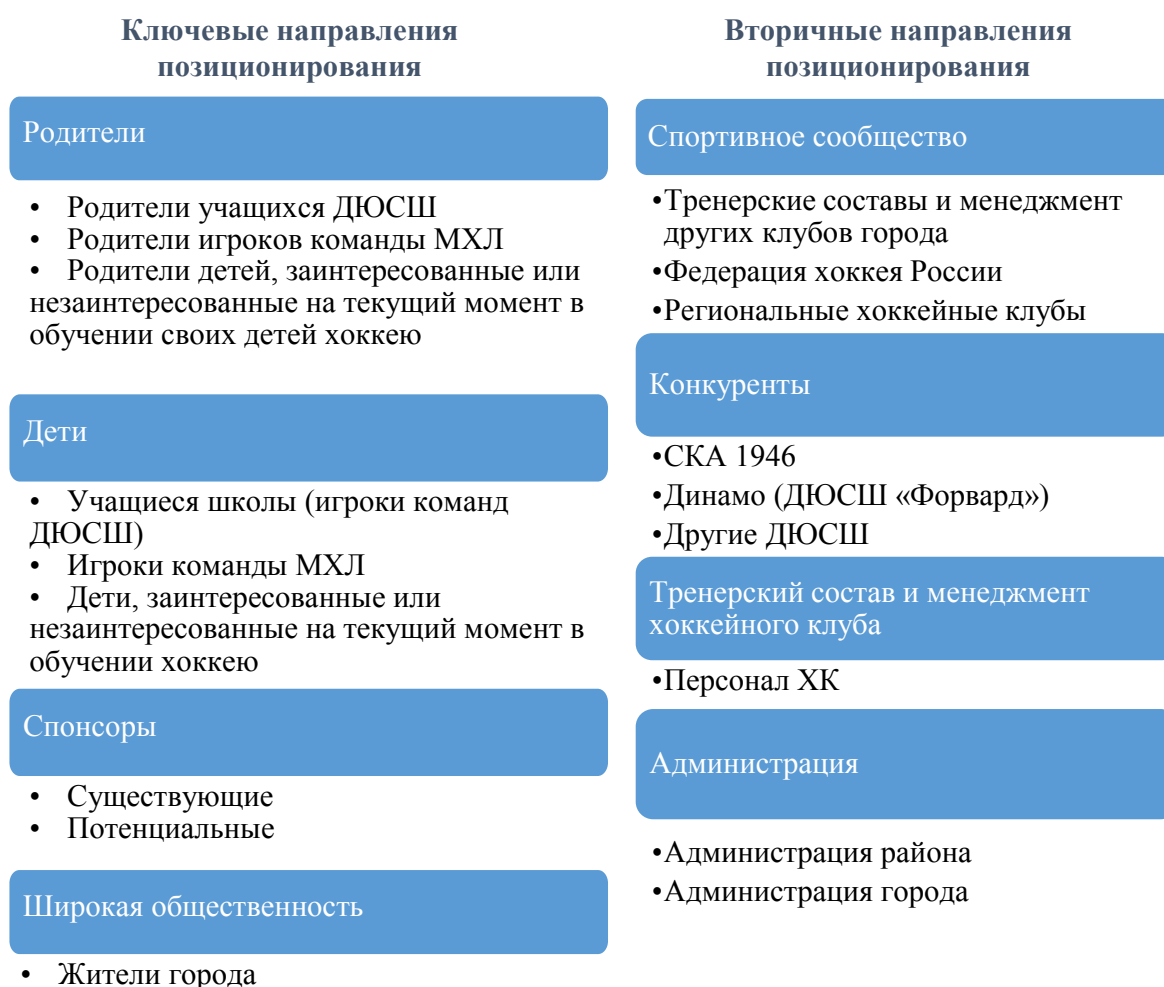 Ключевые направления
позиционирования
Родители
• Родители учащихся ДЮСШ
• Родители игроков команды МХЛ
• Родители детей, заинтересованные или
незаинтересованные на текущий момент в
обучении своих детей хоккею
Дети
• Учащиеся школы (игроки команд
ДЮСШ)
• Игроки команды МХЛ
• Дети, заинтересованные или
незаинтересованные на текущий момент в
обучении хоккею
Спонсоры
• Существующие
• Потенциальные
Широкая общественность
• Жители города
Вторичные направления
позиционирования
Спортивное сообщество
•Тренерские составы и менеджмент
других клубов города
•Федерация хоккея России
•Региональные хоккейные клубы
Конкуренты
•СКА 1946
•Динамо (ДЮСШ «Форвард»)
•Другие ДЮСШ
Тренерский состав и менеджмент
хоккейного клуба
•Персонал ХК
Администрация
•Администрация района
•Администрация города